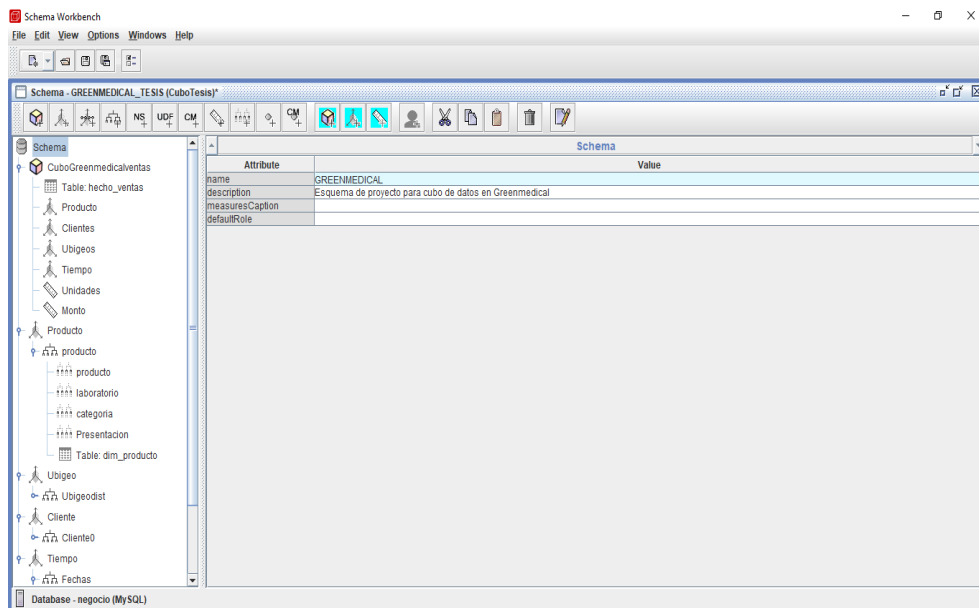 Schema Workbench
File Edit View Options Windows Help
Schema - GREENMEDICAL_TESIS (CuboTesis)*
NS UDF CM CM
Schema
CuboGreenmedicalventas
Table: hecho_ventas
Producto
Clientes
Ubigeos
Tiempo
Unidades
Monto
Producto
producto
producto
laboratorio
categoria
Presentacion
Table: dim_producto
Ubigeo
Ubigeodist
Cliente
Cliente0
Tiempo
Fechas
Schema
Attribute Value
name GREENMEDICAL
description Esquema de proyecto para cubo de datos en Greenmedical
measuresCaption
defaultRole
Database - negocio (MySQL)